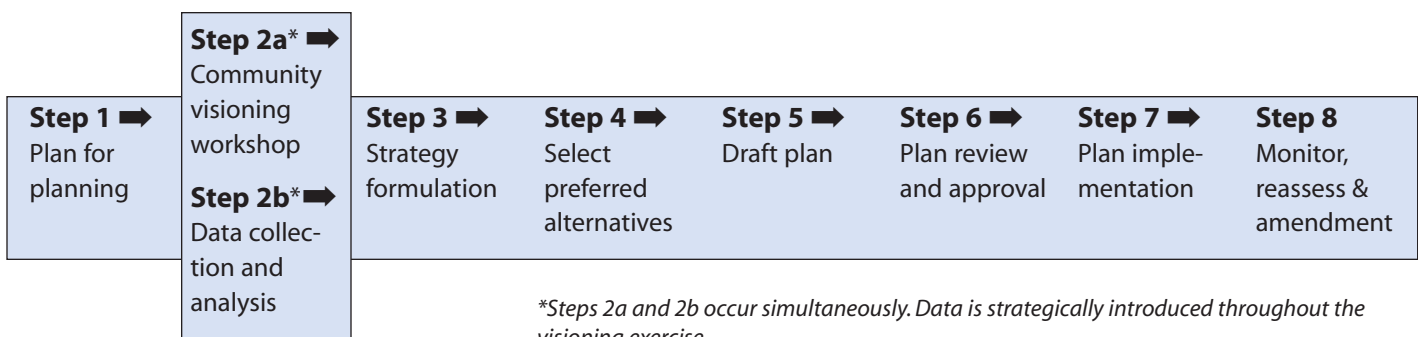 Step 1 ➡
Plan for
planning
Step 2a* ➡
Community
visioning
workshop
Step 2b* ➡
Data collec-
tion and
analysis
Step 3 ➡
Strategy
formulation
Step 4 ➡
Select
preferred
alternatives
Step 5 ➡
Draft plan
Step 6 ➡
Plan review
and approval
Step 7 ➡
Plan imple-
mentation
Step 8
Monitor,
reassess &
amendment
*Steps 2a and 2b occur simultaneously. Data is strategically introduced throughout the
visioning exercise